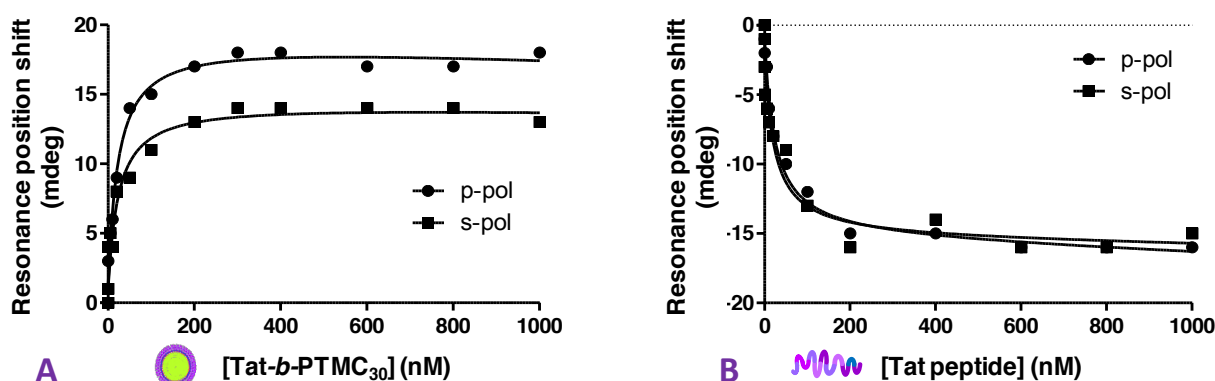 Resonance position shift
(mdeg)
20
15
10
5
0
p-pol
s-pol
0 200 400 600 800 1000
A [Tat-b-PTMC30] (nM)
Resonance position shift
(mdeg)
0
-5
-10
-15
-20
p-pol
s-pol
0 200 400 600 800 1000
B [Tat peptide] (nM)